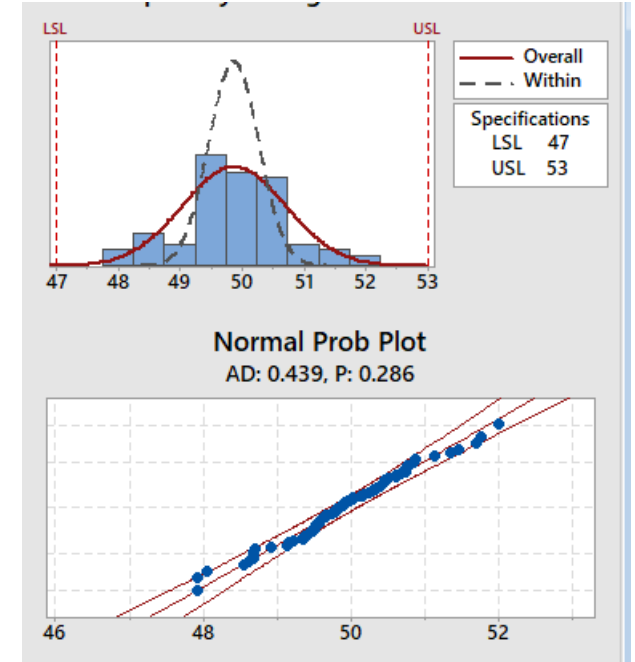 LSL USL
Overall
Within
Specifications
LSL 47
USL 53
47 48 49 50 51 52 53
Normal Prob Plot
AD: 0.439, P: 0.286
46 48 50 52